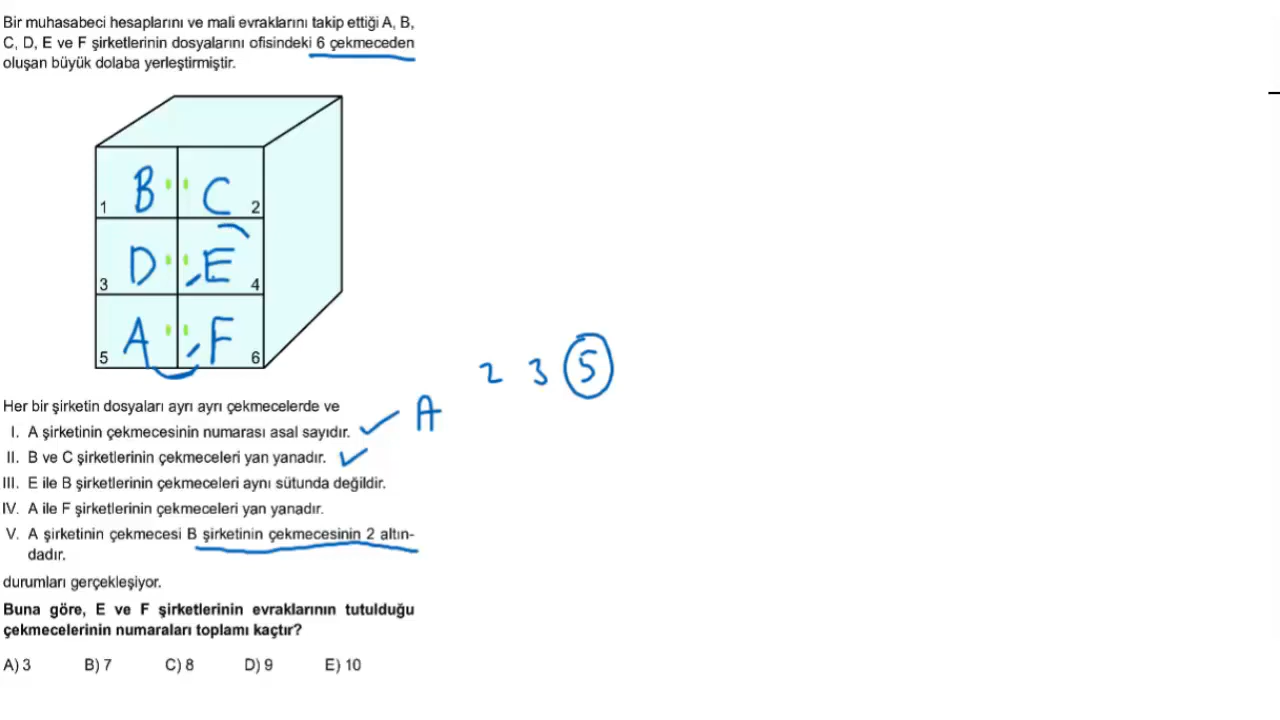 Bir muhasabeci hesaplarını ve mali evraklarını takip ettiği A, B,
C, D, E ve F şirketlerinin dosyalarını ofisindeki 6 çekmeceden
oluşan büyük dolaba yerleştirmiştir.
B C
1 2
D E
3 4
A F
5 6
2 3 5
Her bir şirketin dosyaları ayrı ayrı çekmecelerde ve
A
I. A şirketinin çekmecesinin numarası asal sayıdır.
II. B ve C şirketlerinin çekmeceleri yan yanadır.
III. E ile B şirketlerinin çekmeceleri aynı sütunda değildir.
IV. A ile F şirketlerinin çekmeceleri yan yanadır.
V. A şirketinin çekmecesi B şirketinin çekmecesinin 2 altın-
dadır.
durumları gerçekleşiyor.
Buna göre, E ve F şirketlerinin evraklarının tutulduğu
çekmecelerinin numaraları toplamı kaçtır?
A) 3 B) 7 C) 8 D) 9 E) 10